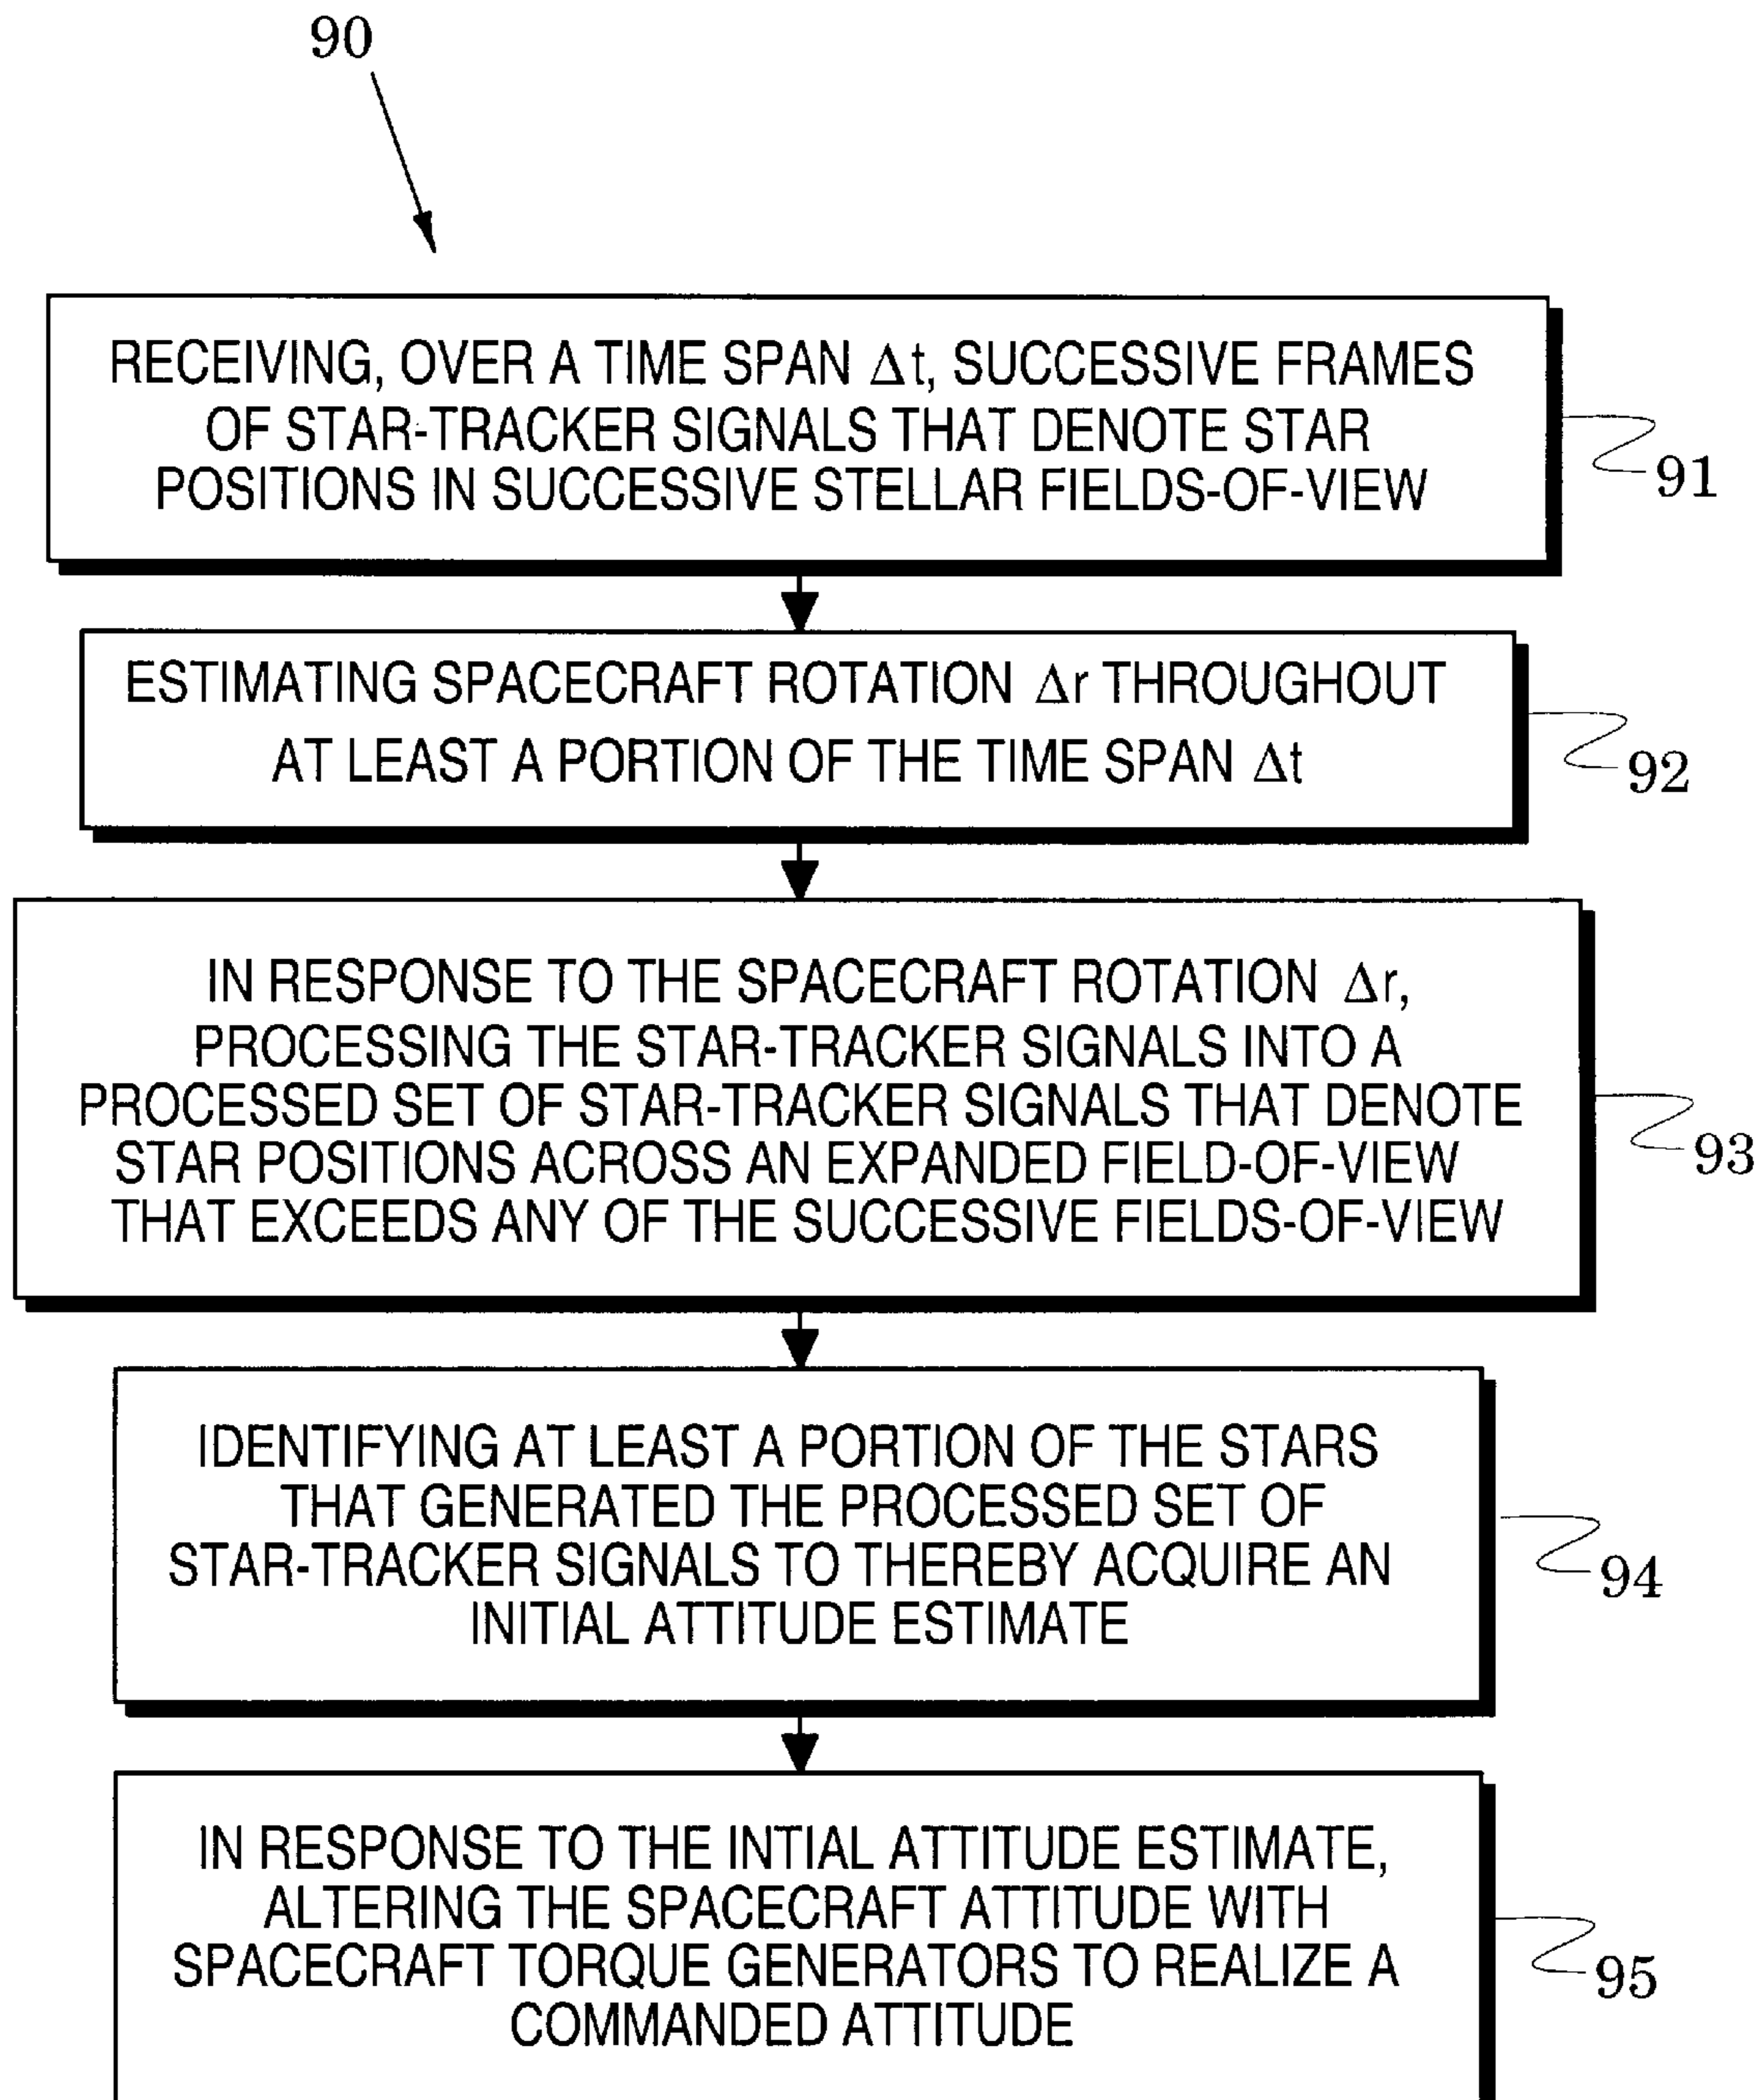 90
RECEIVING, OVER A TIME SPAN Δt, SUCCESSIVE FRAMES
OF STAR-TRACKER SIGNALS THAT DENOTE STAR
POSITIONS IN SUCCESSIVE STELLAR FIELDS-OF-VIEW
91
ESTIMATING SPACECRAFT ROTATION Δr THROUGHOUT
AT LEAST A PORTION OF THE TIME SPAN Δt
92
IN RESPONSE TO THE SPACECRAFT ROTATION Δr,
PROCESSING THE STAR-TRACKER SIGNALS INTO A
PROCESSED SET OF STAR-TRACKER SIGNALS THAT DENOTE
STAR POSITIONS ACROSS AN EXPANDED FIELD-OF-VIEW
THAT EXCEEDS ANY OF THE SUCCESSIVE FIELDS-OF-VIEW
93
IDENTIFYING AT LEAST A PORTION OF THE STARS
THAT GENERATED THE PROCESSED SET OF
STAR-TRACKER SIGNALS TO THEREBY ACQUIRE AN
INITIAL ATTITUDE ESTIMATE
94
IN RESPONSE TO THE INTIAL ATTITUDE ESTIMATE,
ALTERING THE SPACECRAFT ATTITUDE WITH
SPACECRAFT TORQUE GENERATORS TO REALIZE A
COMMANDED ATTITUDE
95